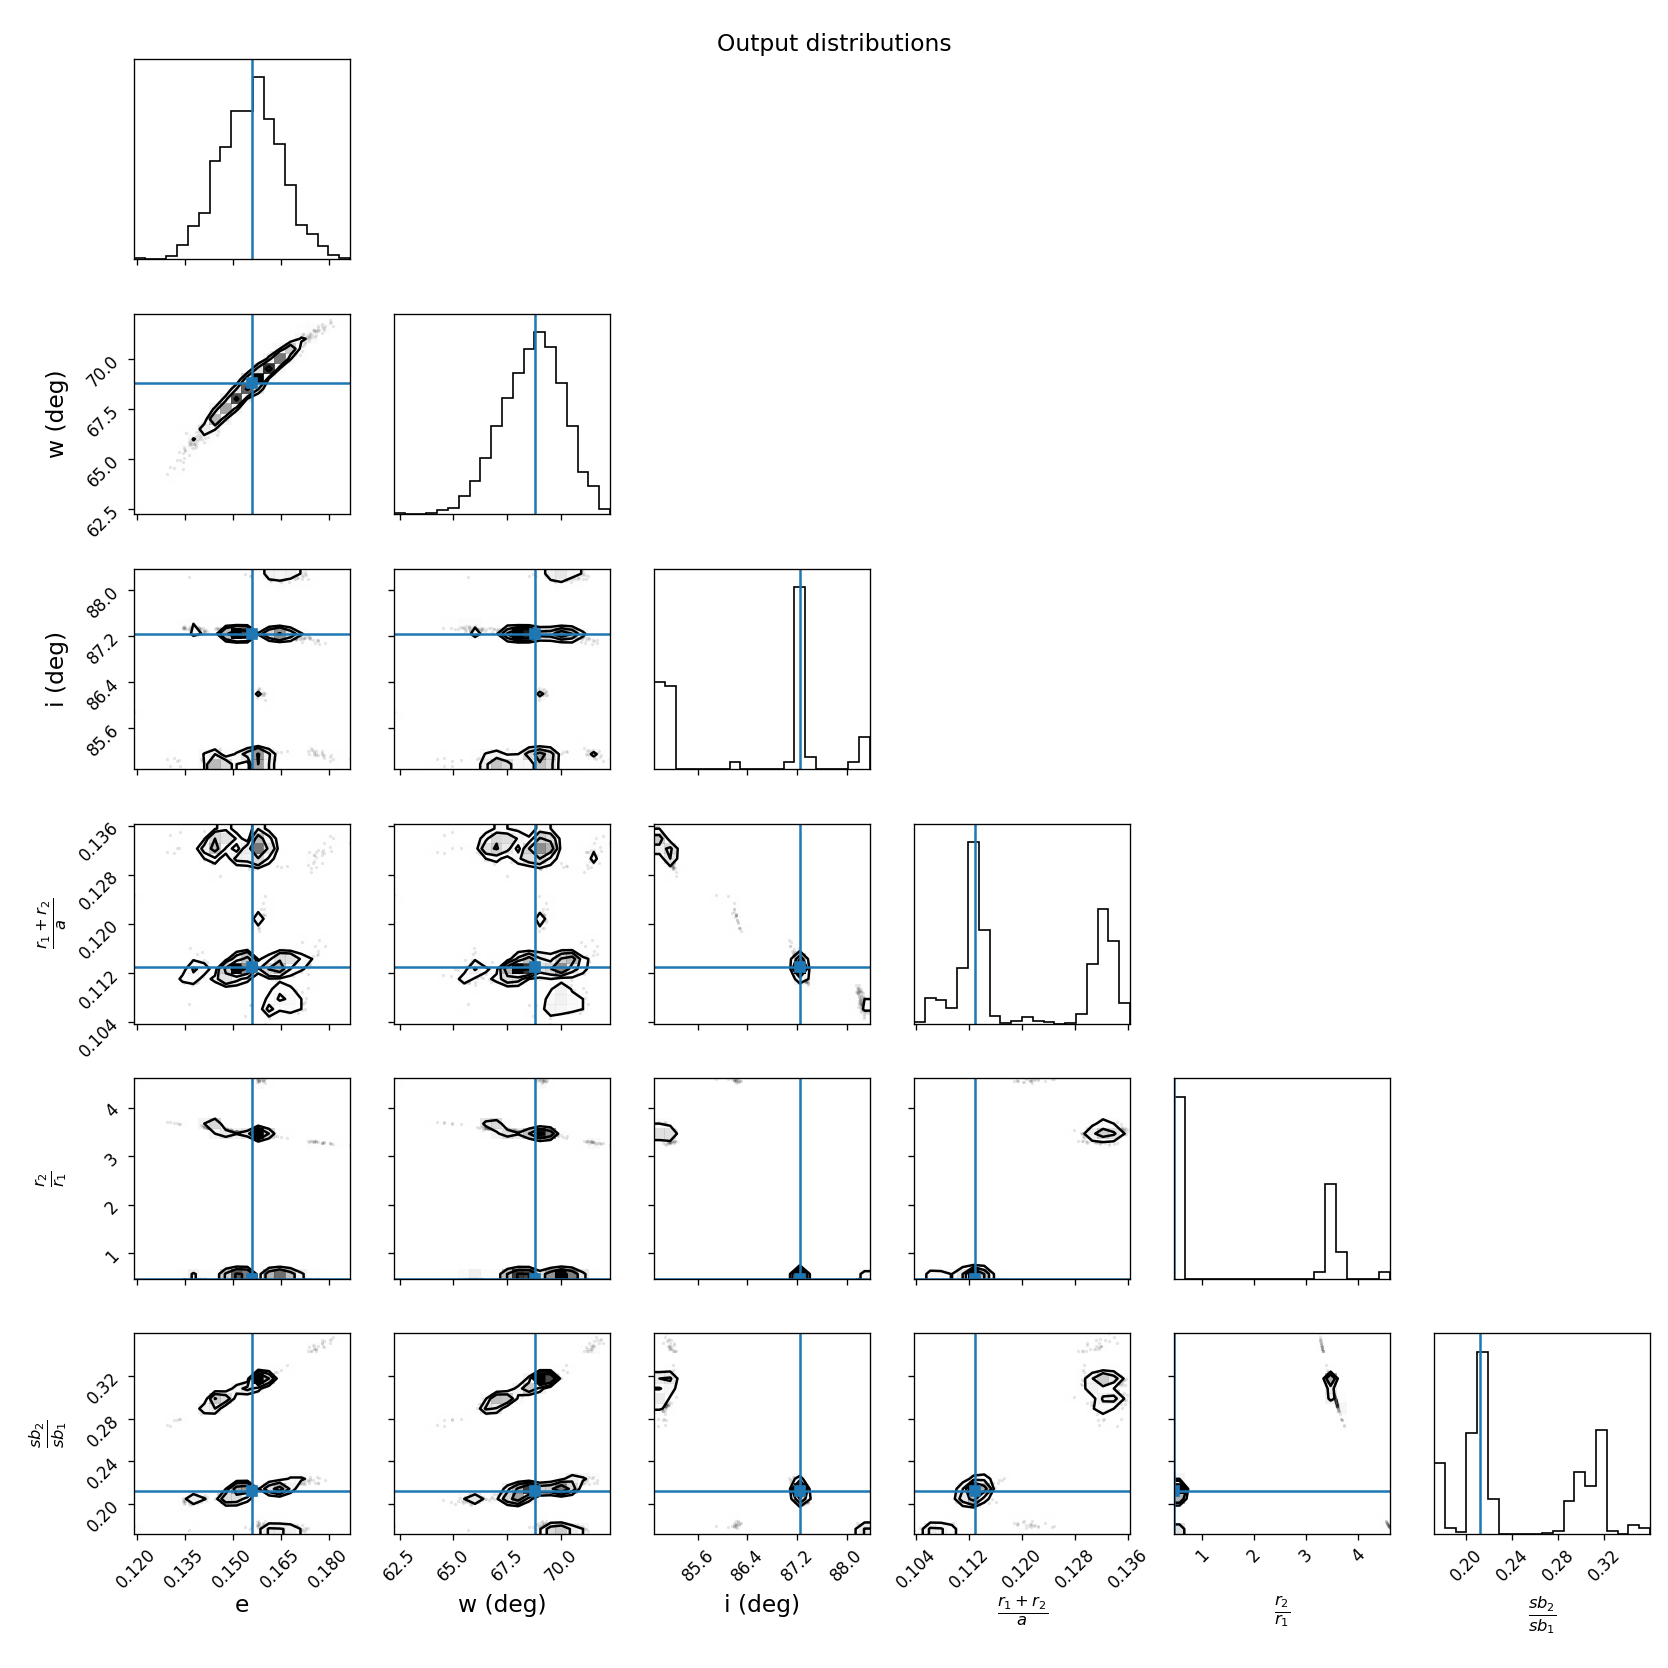 Output distributions
w (deg)
70.0
67.5
65.0
62.5
i (deg)
88.0
87.2
86.4
85.6
r₁ + r₂
a
0.136
0.128
0.120
0.112
0.104
r₂
r₁
4
3
2
1
sb₂
sb₁
0.32
0.28
0.24
0.20
0.120 0.135 0.150 0.165 0.180 62.5 65.0 67.5 70.0 85.6 86.4 87.2 88.0 0.104 0.112 0.120 0.128 0.136 1 2 3 4 0.20 0.24 0.28 0.32
e w (deg) i (deg) r₁ + r₂ r₂ sb₂
a r₁ sb₁